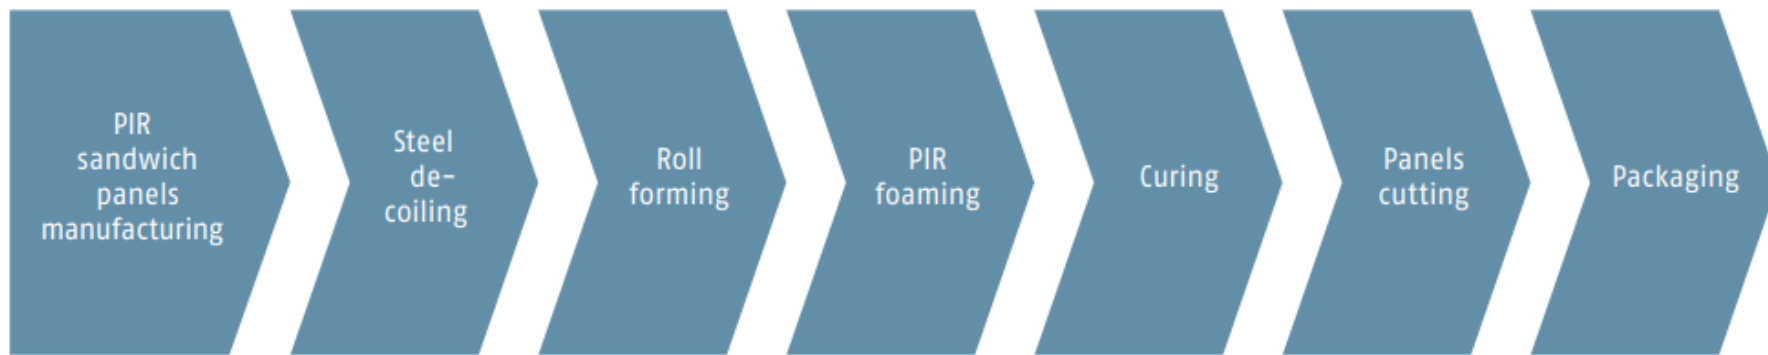 PIR
sandwich
panels
manufacturing
Steel
de-
coiling
Roll
forming
PIR
foaming
Curing
Panels
cutting
Packaging